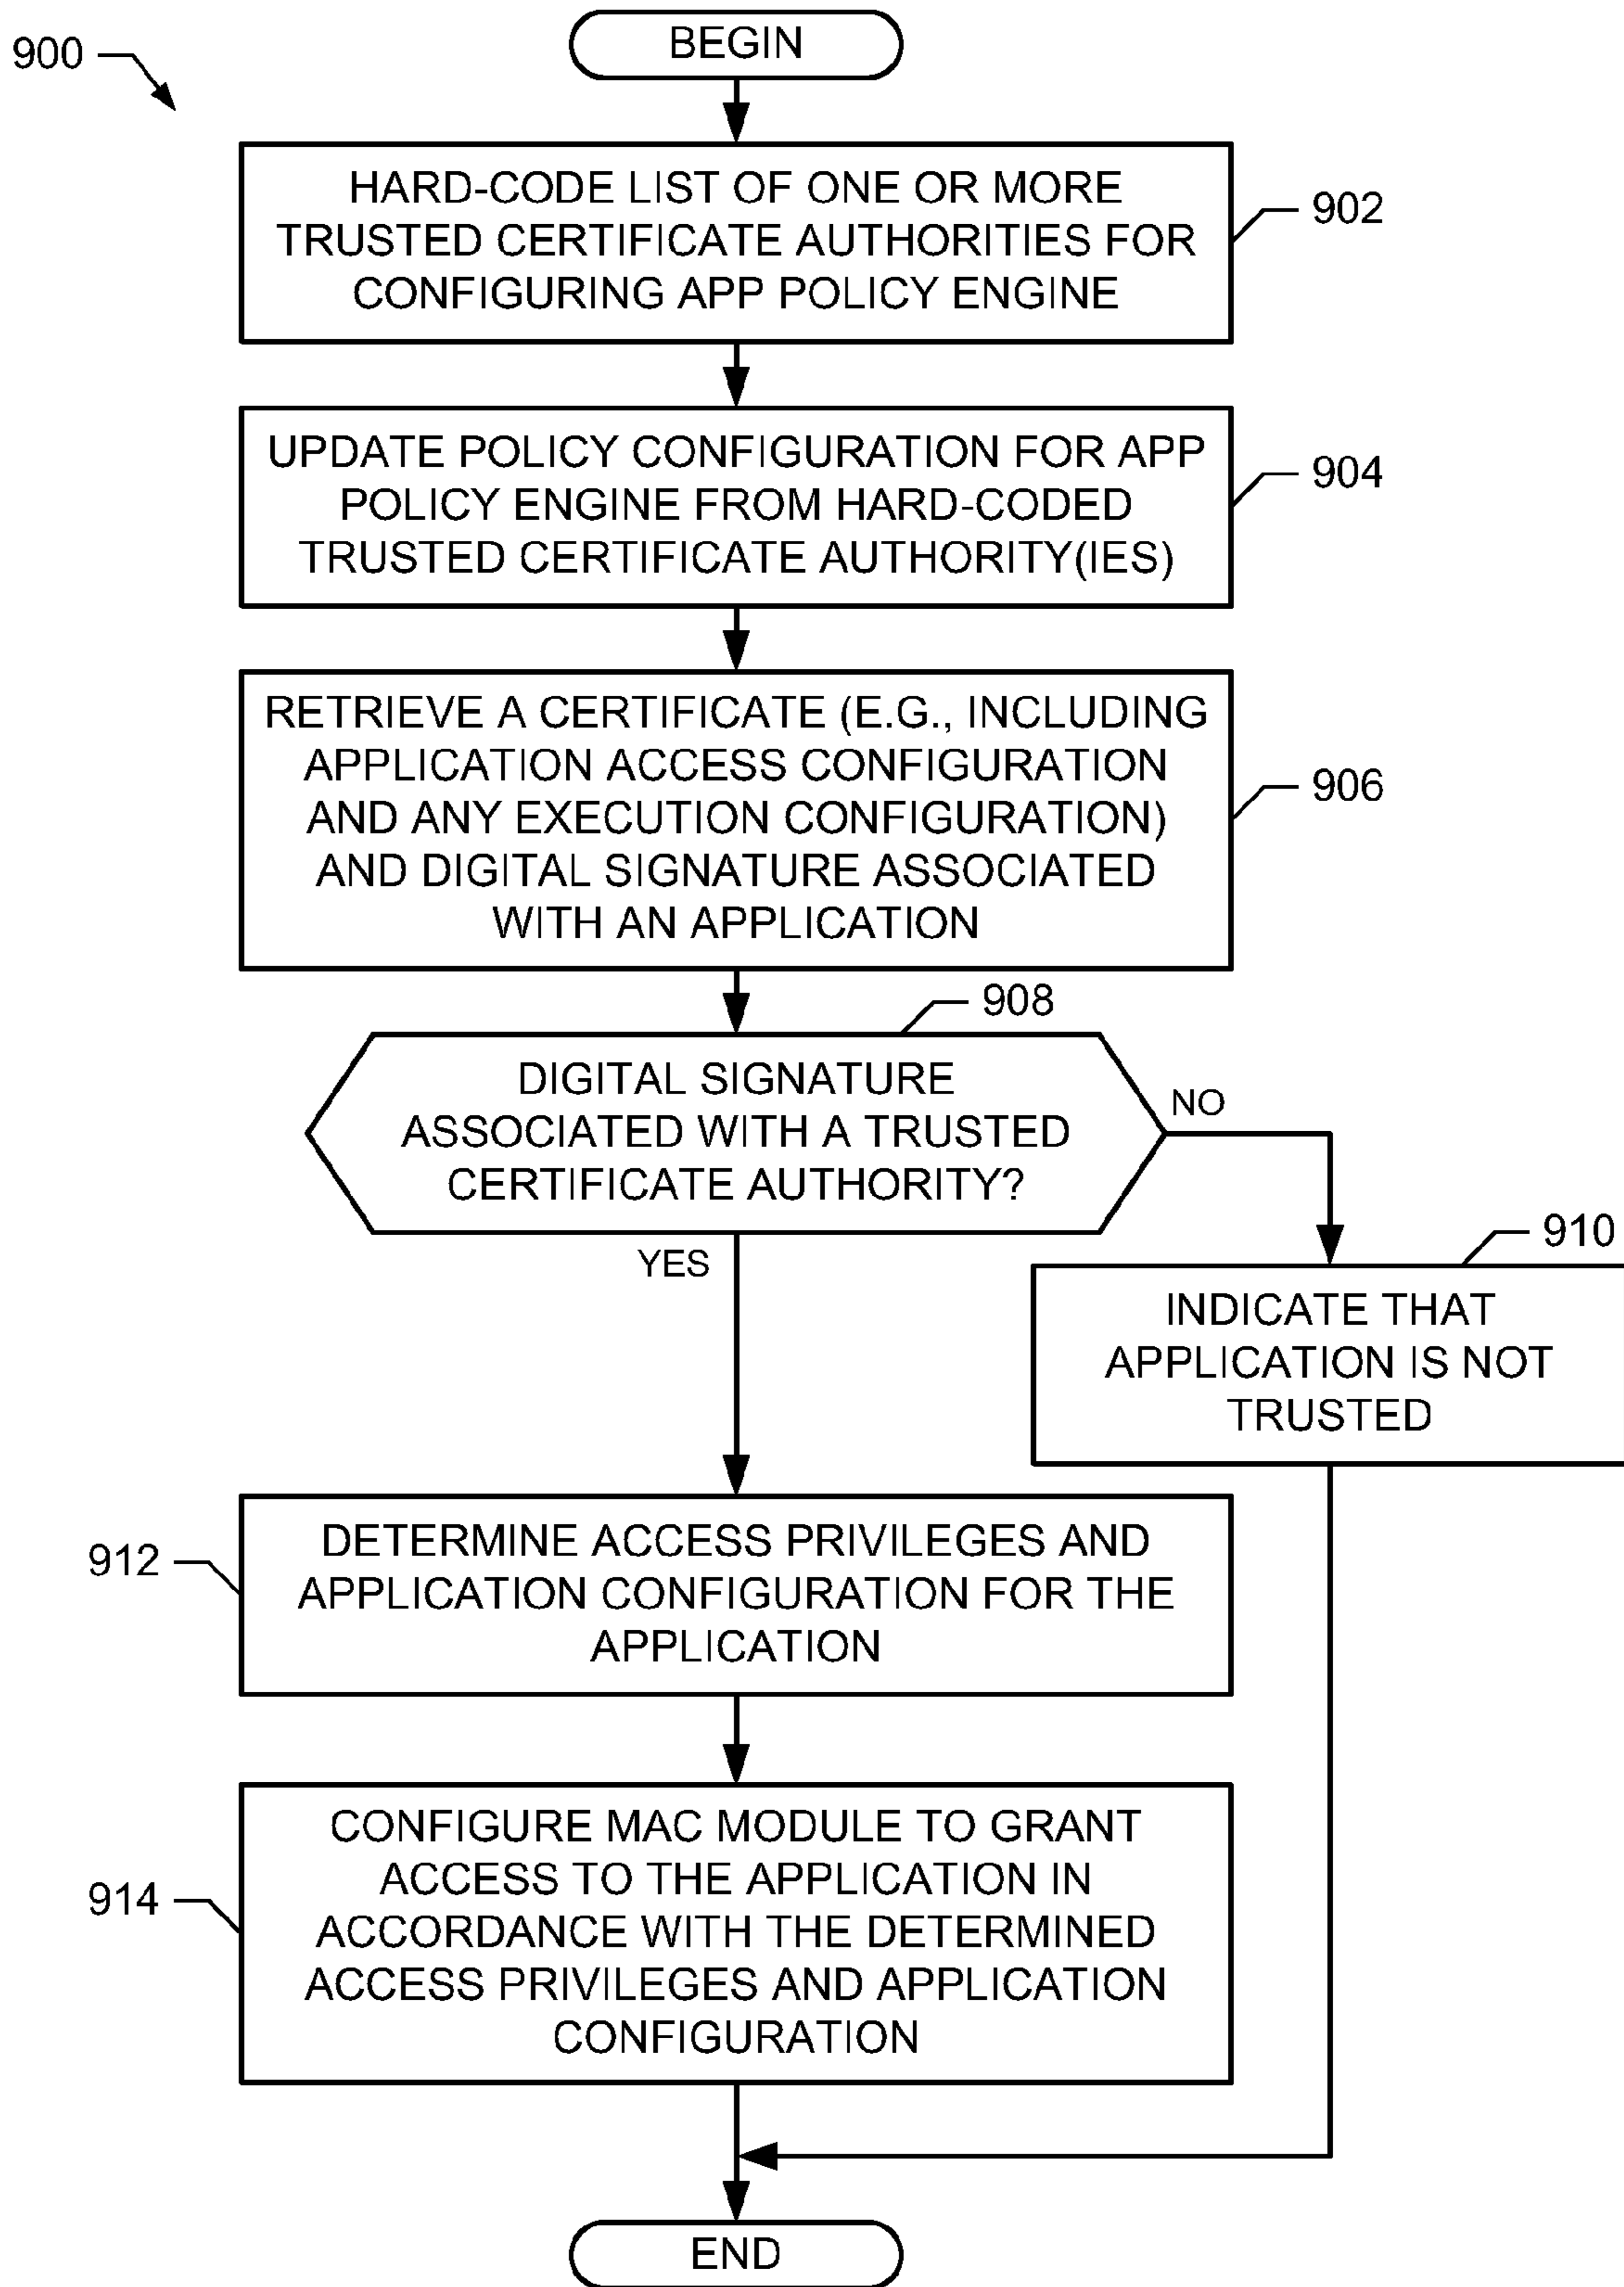 900
BEGIN
HARD-CODE LIST OF ONE OR MORE
TRUSTED CERTIFICATE AUTHORITIES FOR
CONFIGURING APP POLICY ENGINE
902
UPDATE POLICY CONFIGURATION FOR APP
POLICY ENGINE FROM HARD-CODED
TRUSTED CERTIFICATE AUTHORITY(IES)
904
RETRIEVE A CERTIFICATE (E.G., INCLUDING
APPLICATION ACCESS CONFIGURATION
AND ANY EXECUTION CONFIGURATION)
AND DIGITAL SIGNATURE ASSOCIATED
WITH AN APPLICATION
906
908
DIGITAL SIGNATURE
ASSOCIATED WITH A TRUSTED
CERTIFICATE AUTHORITY?
NO
YES
910
INDICATE THAT
APPLICATION IS NOT
TRUSTED
912
DETERMINE ACCESS PRIVILEGES AND
APPLICATION CONFIGURATION FOR THE
APPLICATION
914
CONFIGURE MAC MODULE TO GRANT
ACCESS TO THE APPLICATION IN
ACCORDANCE WITH THE DETERMINED
ACCESS PRIVILEGES AND APPLICATION
CONFIGURATION
END